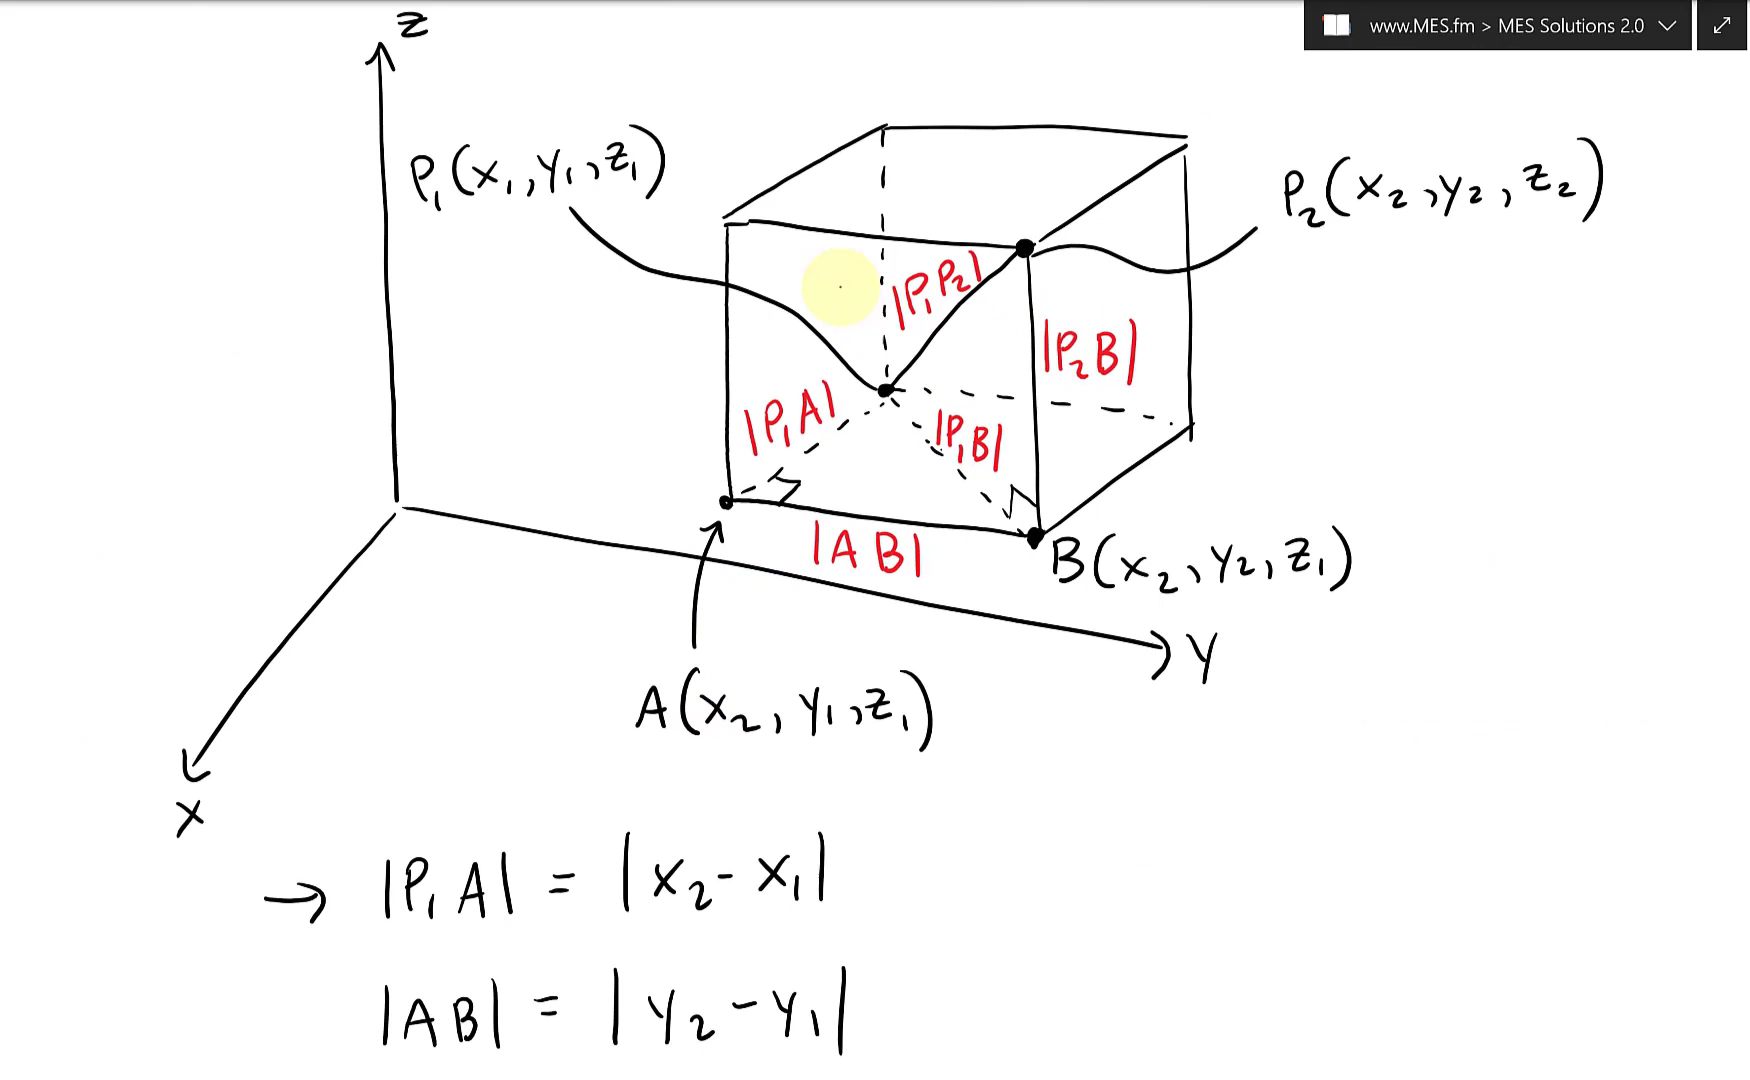 www.MES.fm > MES Solutions 2.0
Z
P₁(x₁,y₁,z₁)
P₂(x₂,y₂,z₂)
|P₁P₂|
|P₂B|
|P₁A|
|P₁B|
|AB|
B(x₂,y₂,z₁)
Y
A(x₂,y₁,z₁)
X
→ |P₁A| = |x₂-x₁|
|AB| = |y₂-y₁|